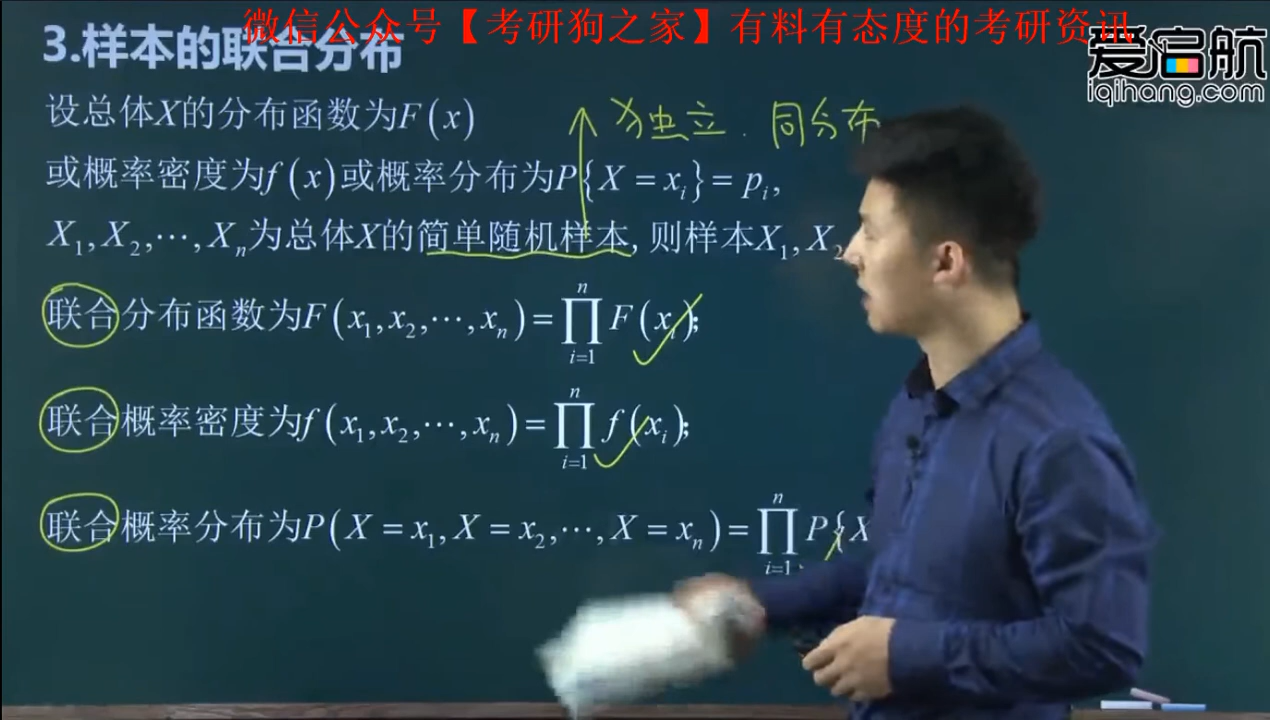 微信公众号【考研狗之家】有料有态度的考研资讯
3.样本的联合分布
爱启航
iqihang.com
设总体X的分布函数为F(x)
为独立. 同分布
或概率密度为f(x)或概率分布为P{X = x_i} = p_i,
X_1, X_2, ⋯, X_n为总体X的简单随机样本, 则样本X_1, X_2
联合分布函数为F(x_1, x_2, ⋯, x_n) = ∏_{i=1}^{n} F(x_i);
联合概率密度为f(x_1, x_2, ⋯, x_n) = ∏_{i=1}^{n} f(x_i);
联合概率分布为P(X = x_1, X = x_2, ⋯, X = x_n) = ∏_{i=1}^{n} P{X